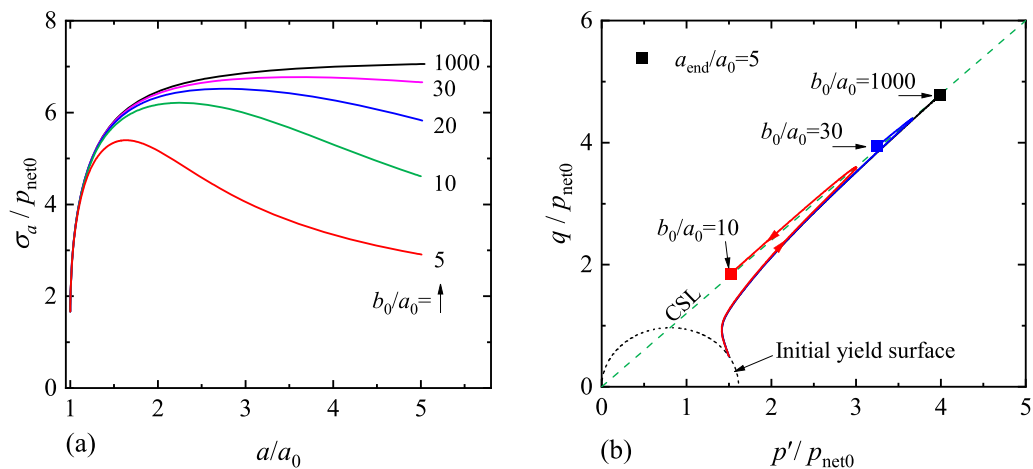 8
6
4
2
0
1
2
3
4
5
σa / pnet0
a/a0
1000
30
20
10
5
b0/a0=
(a)
6
4
2
0
0
1
2
3
4
5
q / pnet0
p′/ pnet0
aend/a0=5
b0/a0=1000
b0/a0=30
b0/a0=10
CSL
Initial yield surface
(b)